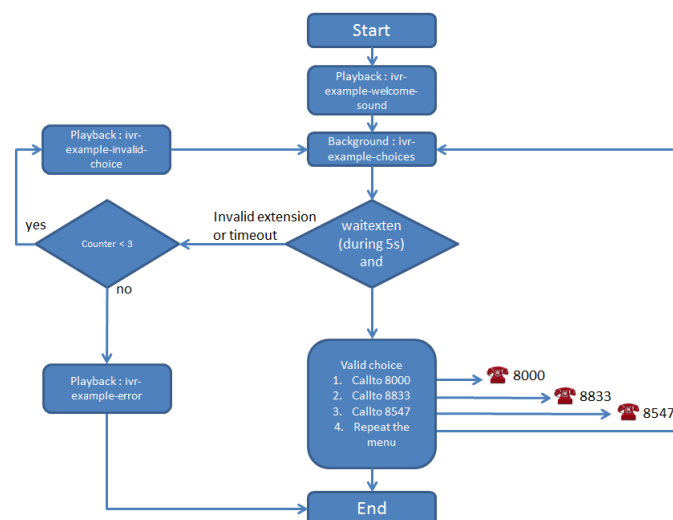 Start
Playback : ivr-
example-welcome-
sound
Playback : ivr-
example-invalid-
choice
Background : ivr-
example-choices
yes
Counter < 3
Invalid extension
or timeout
waitexten
(during 5s)
and
no
Playback : ivr-
example-error
Valid choice
1. Callto 8000
2. Callto 8833
3. Callto 8547
4. Repeat the
menu
8000
8833
8547
End